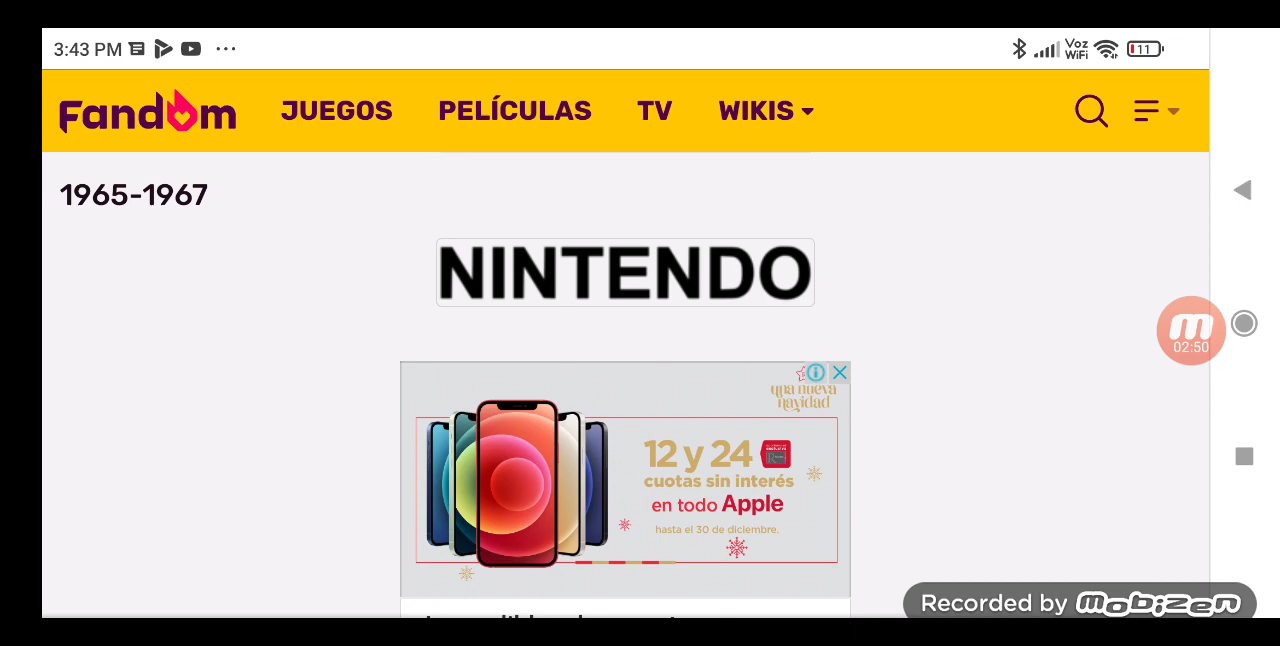 3:43 PM
Voz
WiFi
11
Fandom JUEGOS PELÍCULAS TV WIKIS
1965-1967
NINTENDO
02:50
una nueva
navidad
12 y 24
cuotas sin interés
en todo Apple
hasta el 30 de diciembre.
Recorded by mobizen